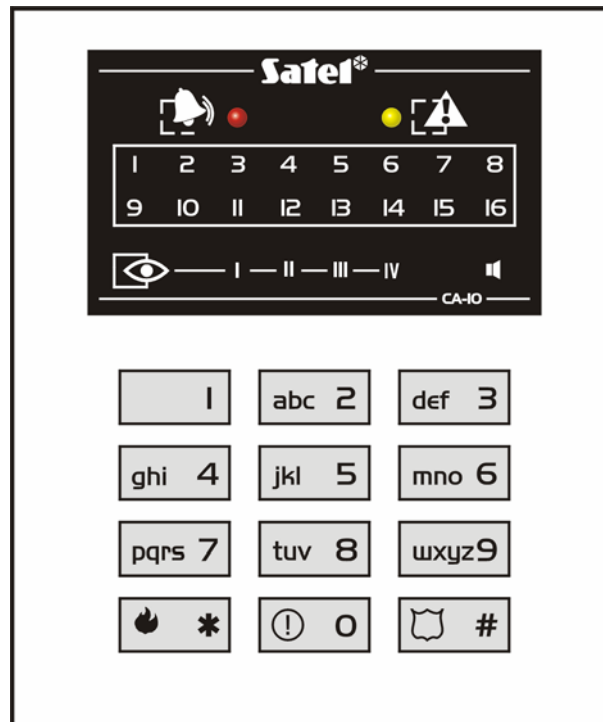 Satel
1 2 3 4 5 6 7 8
9 10 11 12 13 14 15 16
I II III IV
CA-10
1 abc 2 def 3
ghi 4 jkl 5 mno 6
pqrs 7 tuv 8 wxyz 9
* ! 0 #